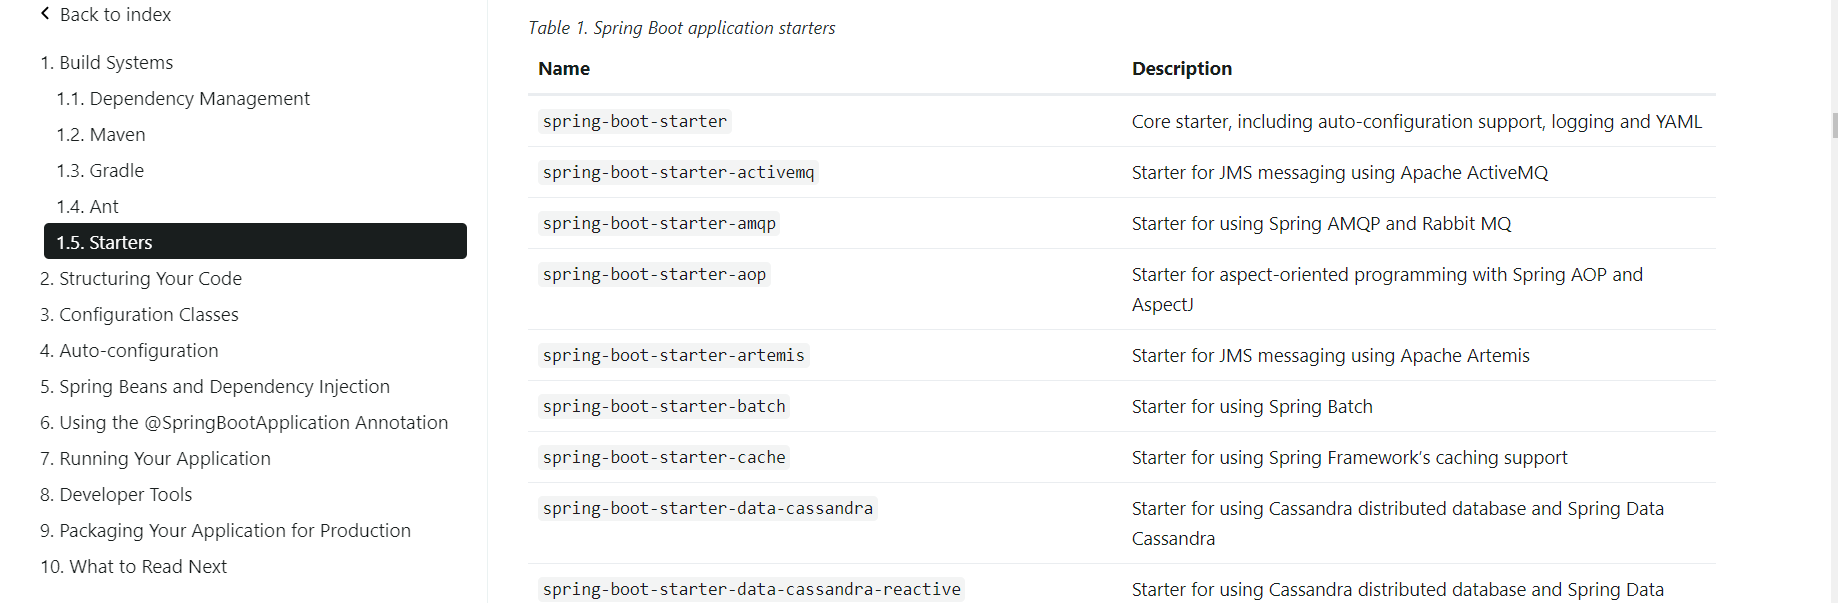 Back to index
1. Build Systems
1.1. Dependency Management
1.2. Maven
1.3. Gradle
1.4. Ant
1.5. Starters
2. Structuring Your Code
3. Configuration Classes
4. Auto-configuration
5. Spring Beans and Dependency Injection
6. Using the @SpringBootApplication Annotation
7. Running Your Application
8. Developer Tools
9. Packaging Your Application for Production
10. What to Read Next
Table 1. Spring Boot application starters
Name Description
spring-boot-starter Core starter, including auto-configuration support, logging and YAML
spring-boot-starter-activemq Starter for JMS messaging using Apache ActiveMQ
spring-boot-starter-amqp Starter for using Spring AMQP and Rabbit MQ
spring-boot-starter-aop Starter for aspect-oriented programming with Spring AOP and
AspectJ
spring-boot-starter-artemis Starter for JMS messaging using Apache Artemis
spring-boot-starter-batch Starter for using Spring Batch
spring-boot-starter-cache Starter for using Spring Framework’s caching support
spring-boot-starter-data-cassandra Starter for using Cassandra distributed database and Spring Data
Cassandra
spring-boot-starter-data-cassandra-reactive Starter for using Cassandra distributed database and Spring Data